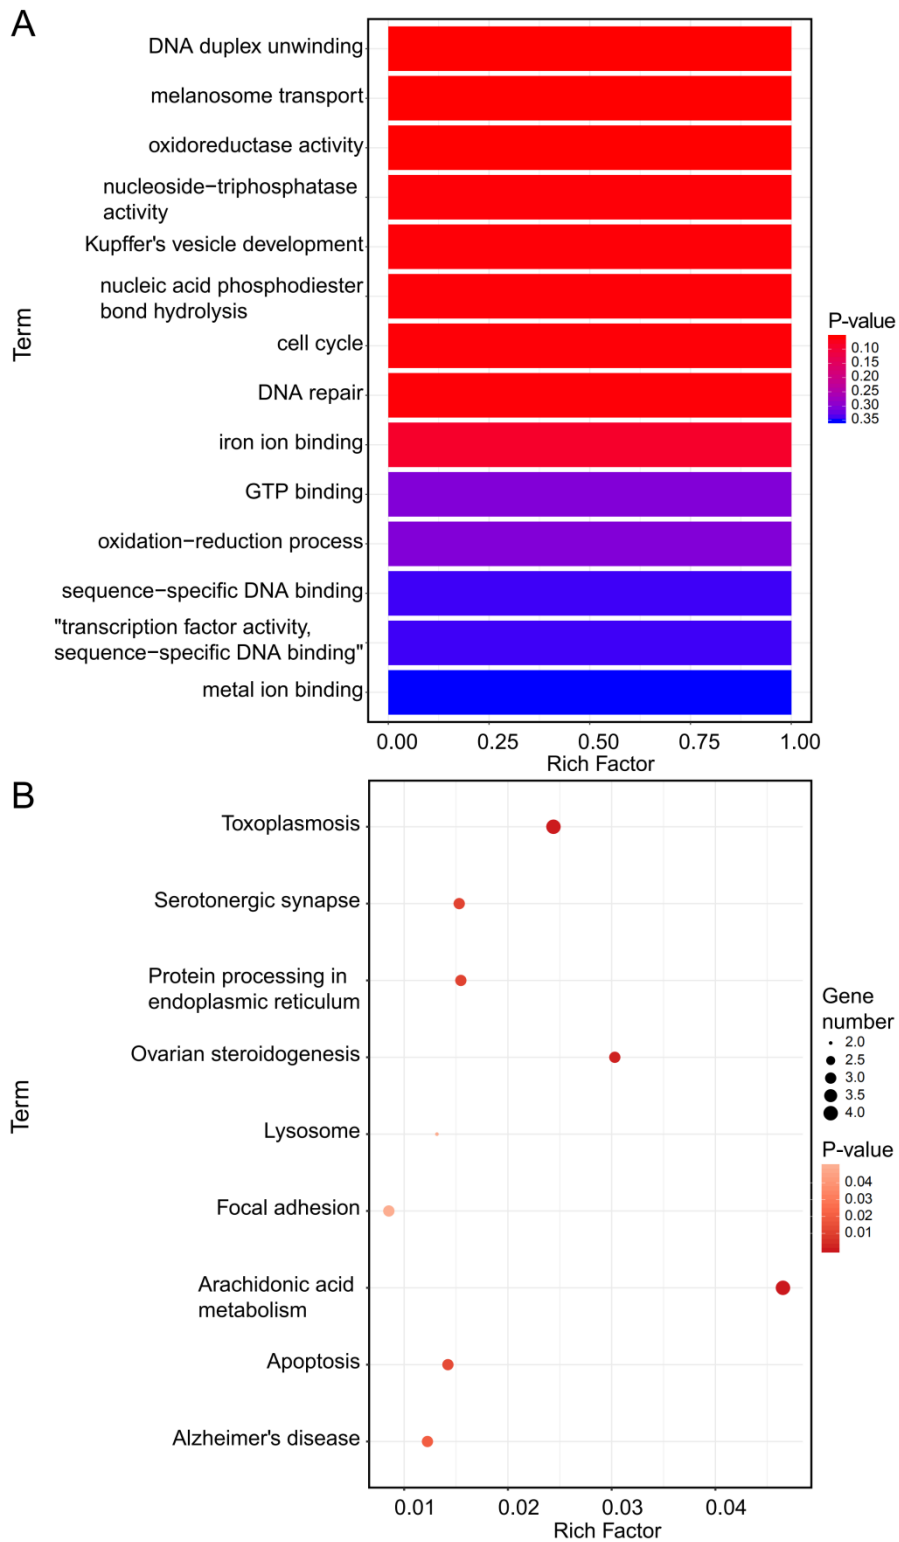 A
DNA duplex unwinding
melanosome transport
oxidoreductase activity
nucleoside−triphosphatase
activity
Kupffer's vesicle development
nucleic acid phosphodiester
bond hydrolysis
cell cycle
DNA repair
iron ion binding
GTP binding
oxidation−reduction process
sequence−specific DNA binding
"transcription factor activity,
sequence−specific DNA binding"
metal ion binding
Term
0.00 0.25 0.50 0.75 1.00
Rich Factor
P-value
0.10
0.15
0.20
0.25
0.30
0.35
B
Toxoplasmosis
Serotonergic synapse
Protein processing in
endoplasmic reticulum
Ovarian steroidogenesis
Lysosome
Focal adhesion
Arachidonic acid
metabolism
Apoptosis
Alzheimer's disease
Term
0.01 0.02 0.03 0.04
Rich Factor
Gene
number
2.0
2.5
3.0
3.5
4.0
P-value
0.04
0.03
0.02
0.01